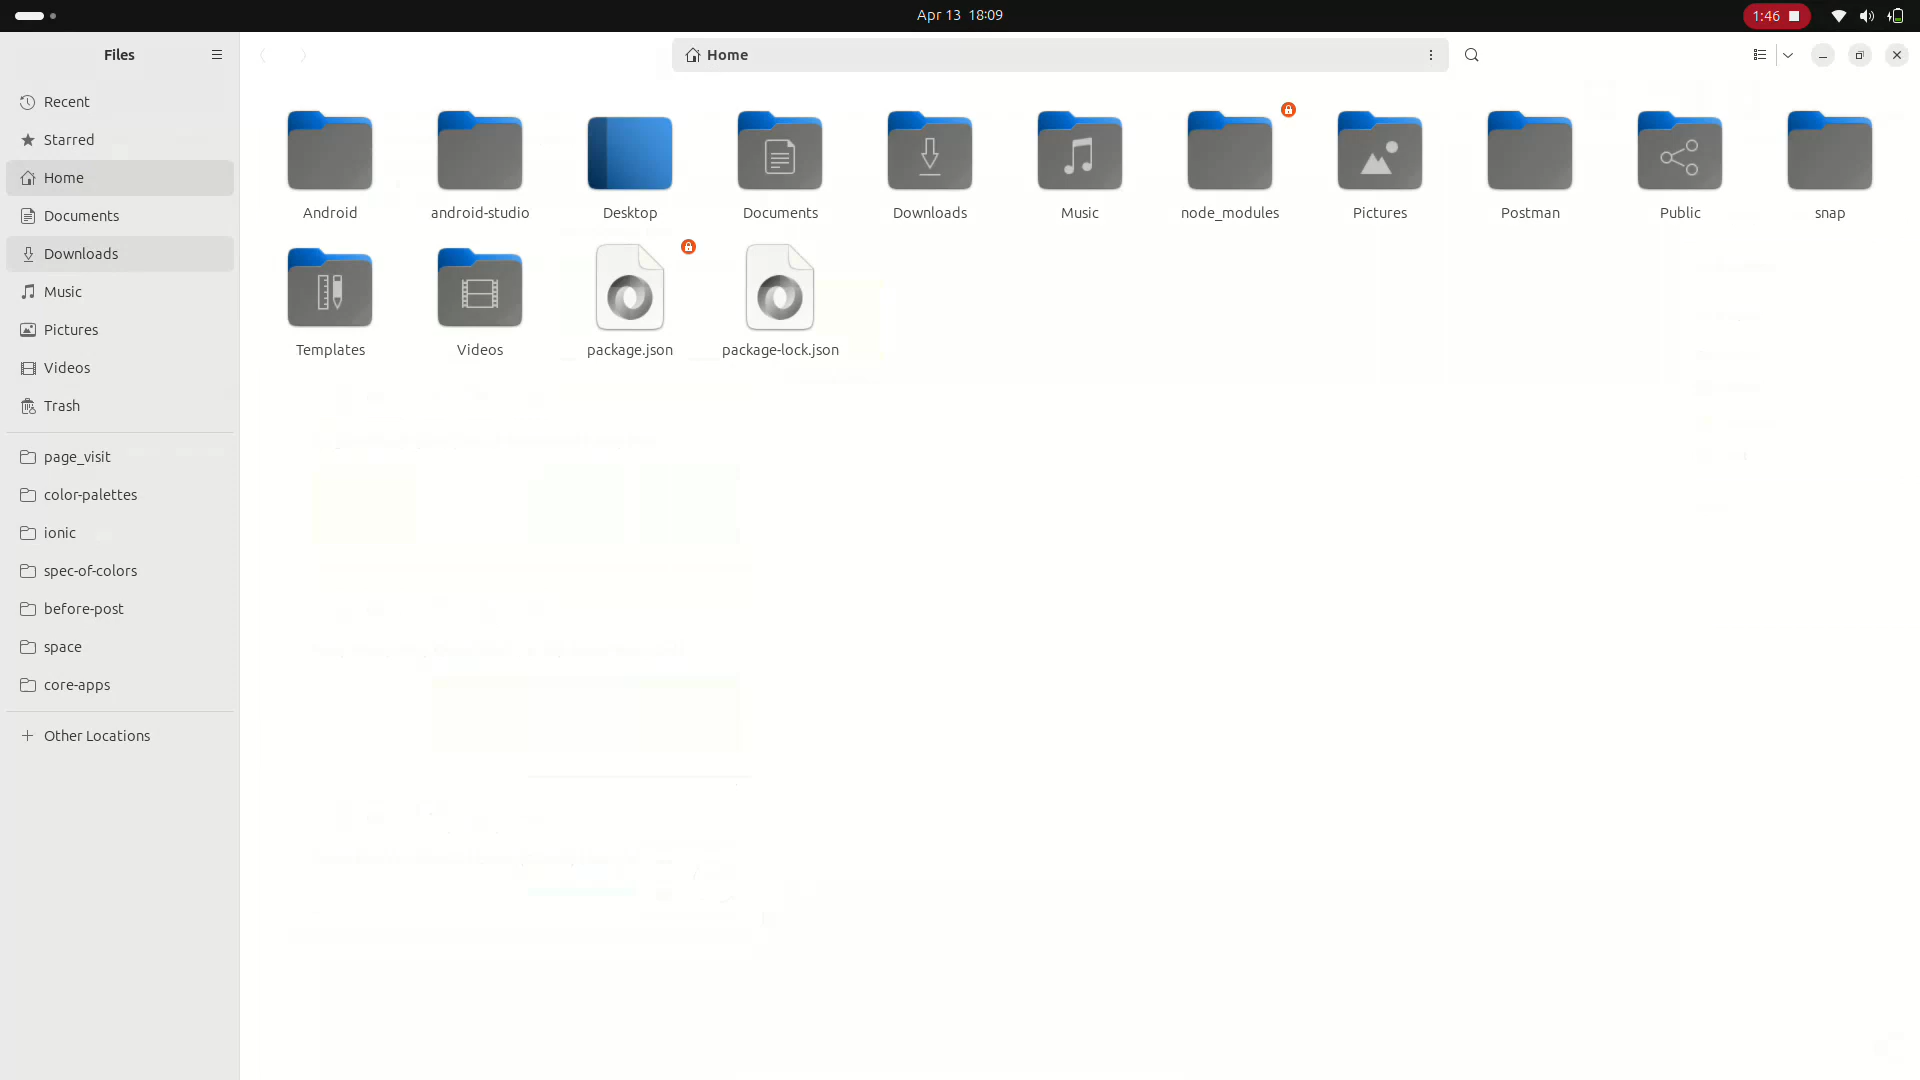 Apr 13 18:09
1:46
Files
Home
Recent
Starred
Home
Documents
Downloads
Music
Pictures
Videos
Trash
page_visit
color-palettes
ionic
spec-of-colors
before-post
space
core-apps
Other Locations
Android
android-studio
Desktop
Documents
Downloads
Music
node_modules
Pictures
Postman
Public
snap
Templates
Videos
package.json
package-lock.json